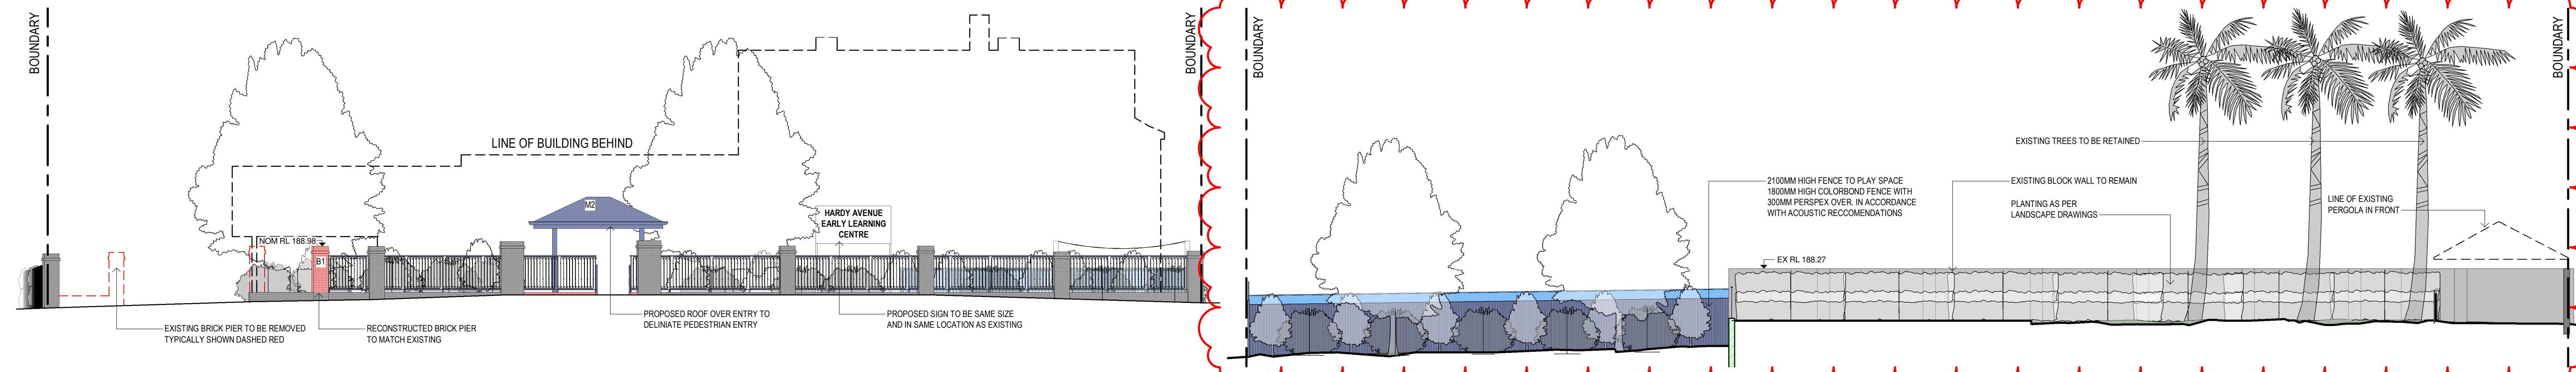 BOUNDARY
LINE OF BUILDING BEHIND
M2
HARDY AVENUE
EARLY LEARNING
CENTRE
NOM RL 188.98
B1
EXISTING BRICK PIER TO BE REMOVED
TYPICALLY SHOWN DASHED RED
RECONSTRUCTED BRICK PIER
TO MATCH EXISTING
PROPOSED ROOF OVER ENTRY TO
DELINIATE PEDESTRIAN ENTRY
PROPOSED SIGN TO BE SAME SIZE
AND IN SAME LOCATION AS EXISTING
BOUNDARY
BOUNDARY
2100MM HIGH FENCE TO PLAY SPACE
1800MM HIGH COLORBOND FENCE WITH
300MM PERSPEX OVER. IN ACCORDANCE
WITH ACOUSTIC RECCOMENDATIONS
EX RL 188.27
EXISTING TREES TO BE RETAINED
EXISTING BLOCK WALL TO REMAIN
PLANTING AS PER
LANDSCAPE DRAWINGS
LINE OF EXISTING
PERGOLA IN FRONT
BOUNDARY